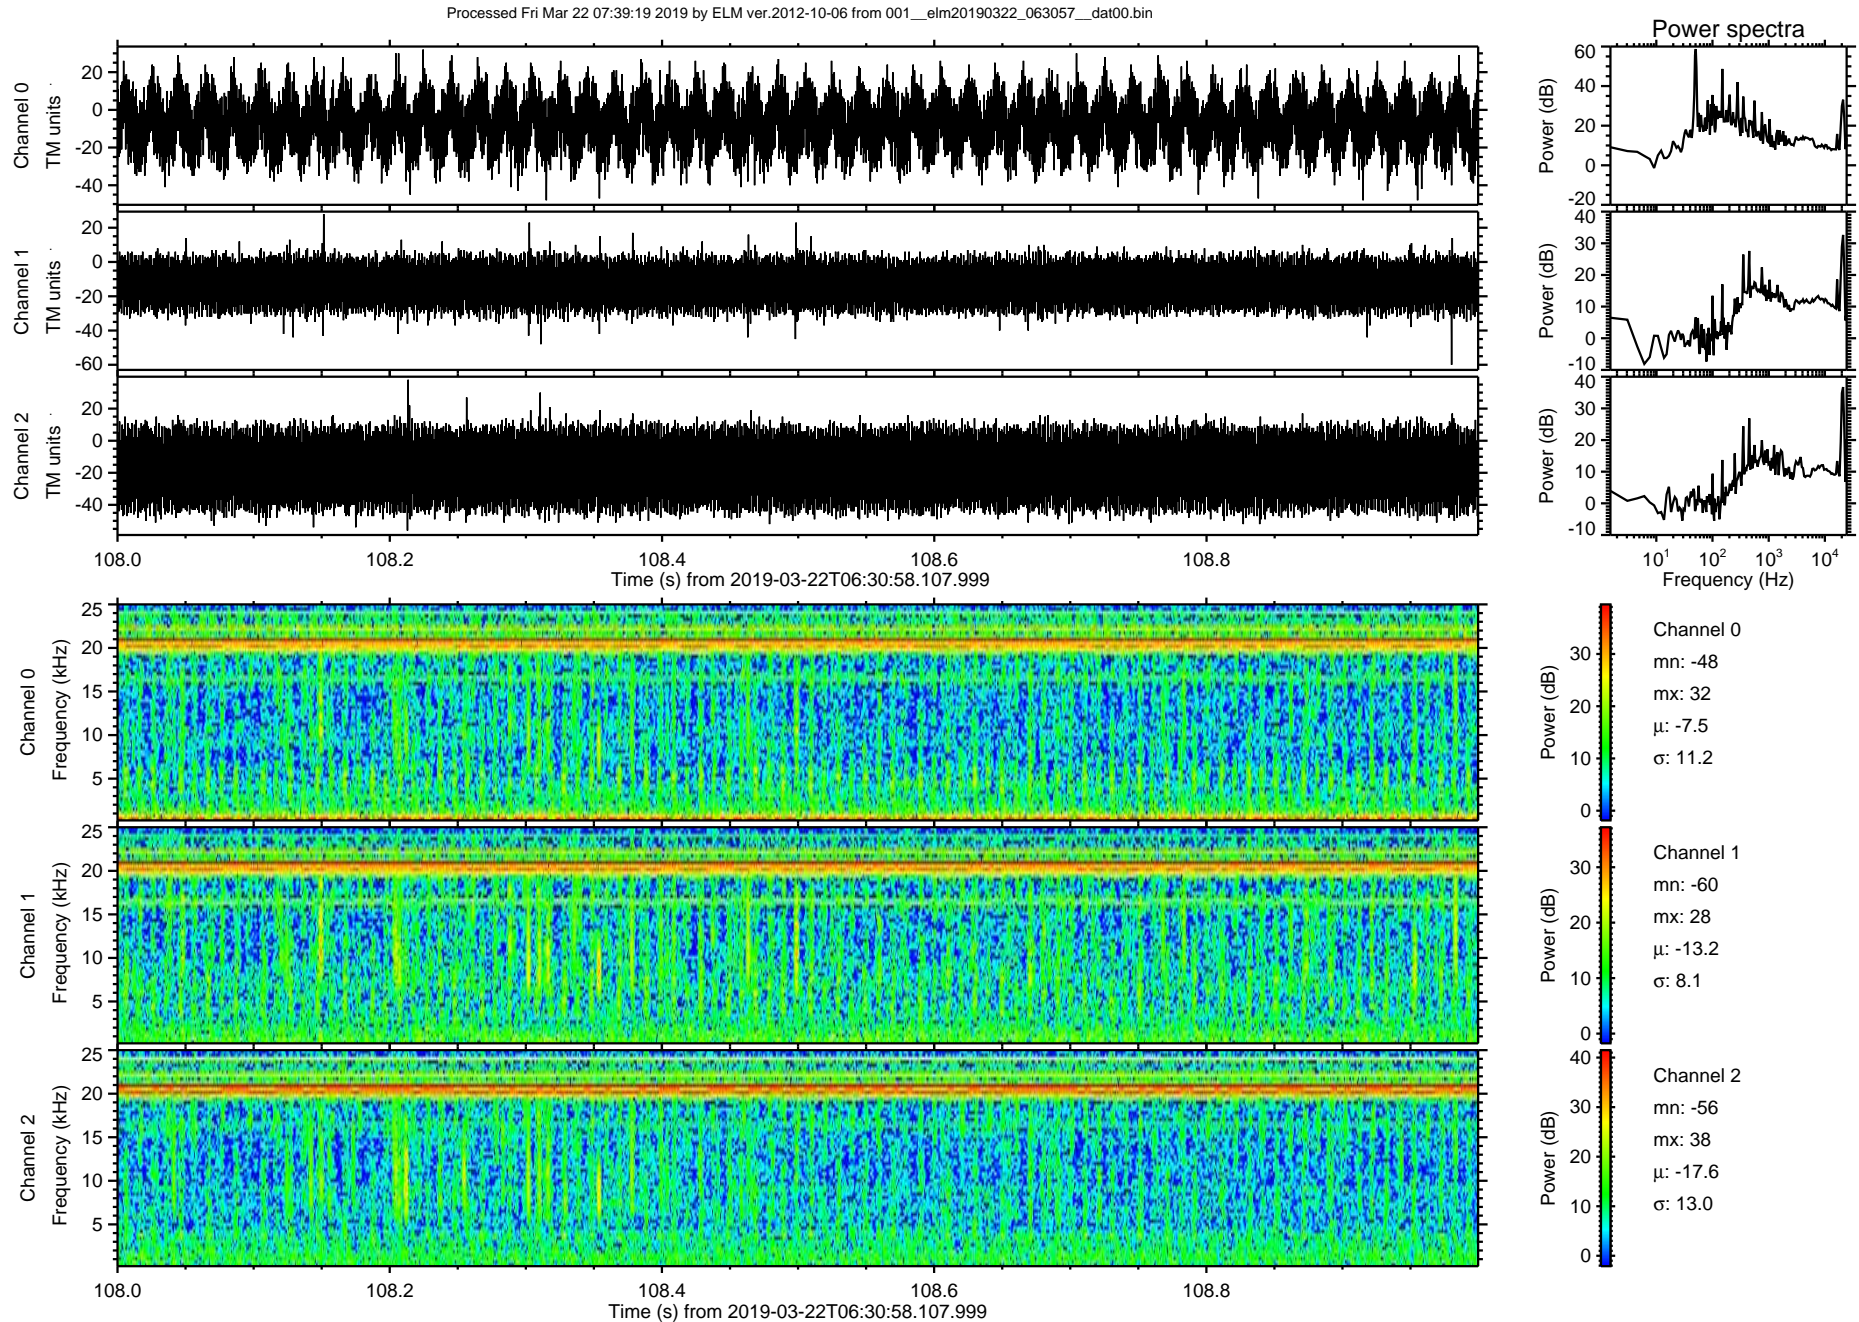 Processed Fri Mar 22 07:39:19 2019 by ELM ver.2012-10-06 from 001__elm20190322_063057__dat00.bin
Power spectra
Channel 0
TM units
20
0
-20
-40
Power (dB)
60
40
20
0
-20
Channel 1
TM units
20
0
-20
-40
-60
Power (dB)
40
30
20
10
0
-10
Channel 2
TM units
20
0
-20
-40
Power (dB)
40
30
20
10
0
-10
108.0 108.2 108.4 108.6 108.8
Time (s) from 2019-03-22T06:30:58.107.999
10^1 10^2 10^3 10^4
Frequency (Hz)
Channel 0
Frequency (kHz)
25
20
15
10
5
Power (dB)
30
20
10
0
Channel 0
mn: -48
mx: 32
µ: -7.5
σ: 11.2
Channel 1
Frequency (kHz)
25
20
15
10
5
Power (dB)
30
20
10
0
Channel 1
mn: -60
mx: 28
µ: -13.2
σ: 8.1
Channel 2
Frequency (kHz)
25
20
15
10
5
Power (dB)
40
30
20
10
0
Channel 2
mn: -56
mx: 38
µ: -17.6
σ: 13.0
108.0 108.2 108.4 108.6 108.8
Time (s) from 2019-03-22T06:30:58.107.999